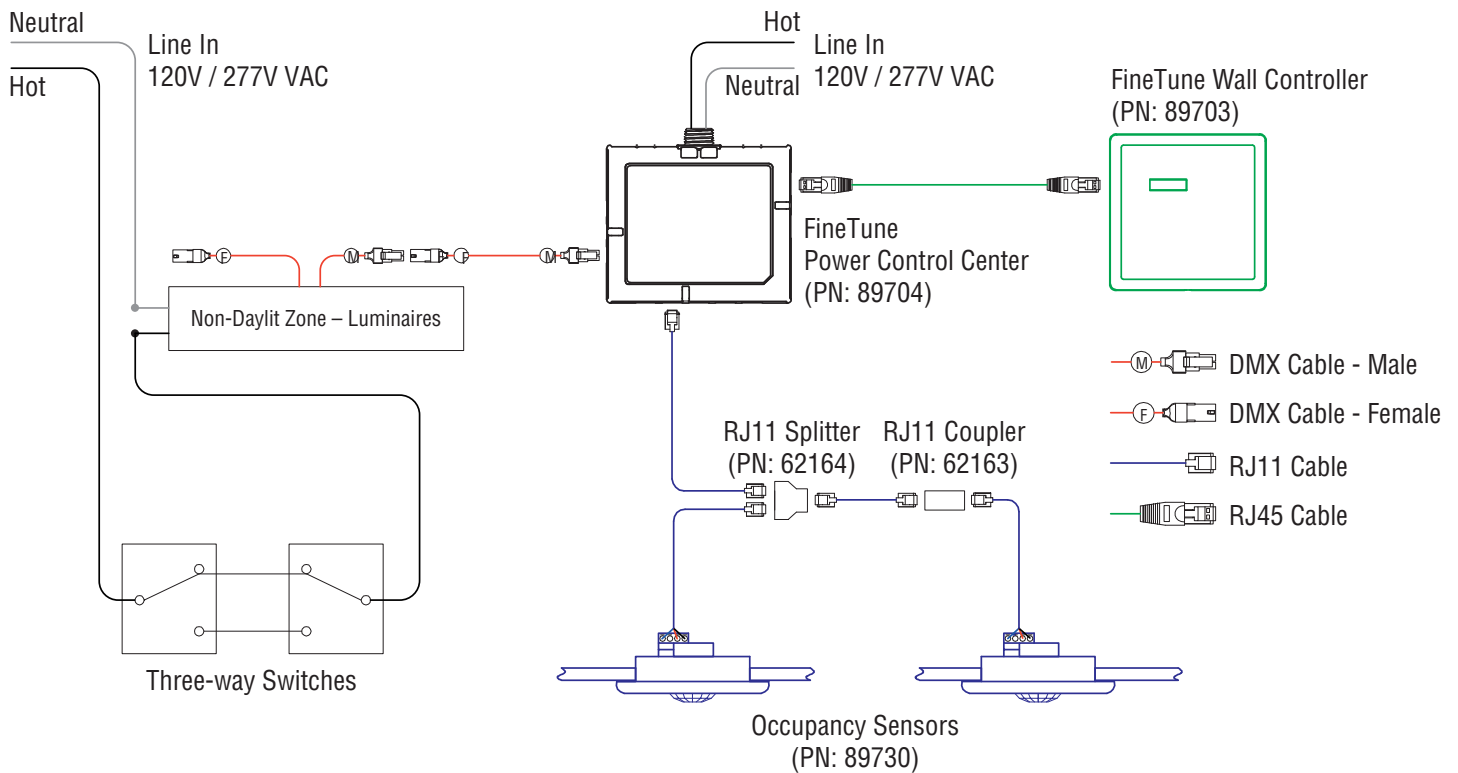 Neutral
Hot
Line In
120V / 277V VAC
Hot
Neutral
Line In
120V / 277V VAC
FineTune Wall Controller
(PN: 89703)
FineTune
Power Control Center
(PN: 89704)
F
M
F
M
Non-Daylit Zone – Luminaires
M
DMX Cable - Male
F
DMX Cable - Female
RJ11 Cable
RJ45 Cable
RJ11 Splitter
(PN: 62164)
RJ11 Coupler
(PN: 62163)
Three-way Switches
Occupancy Sensors
(PN: 89730)